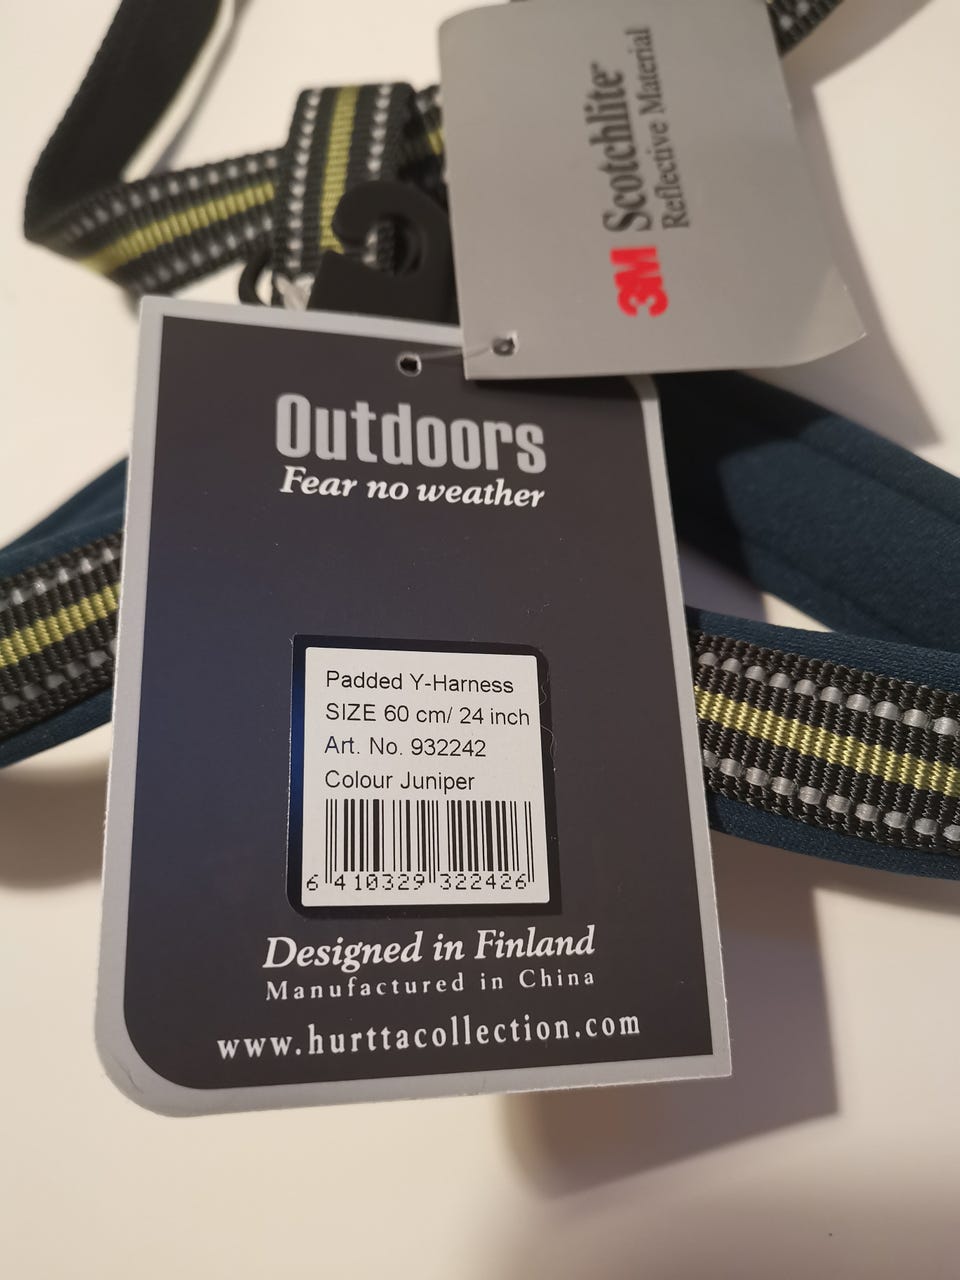 3M Scotchlite™
Reflective Material
Outdoors
Fear no weather
Padded Y-Harness
SIZE 60 cm/ 24 inch
Art. No. 932242
Colour Juniper
6 410329 322426
Designed in Finland
Manufactured in China
www.hurttacollection.com